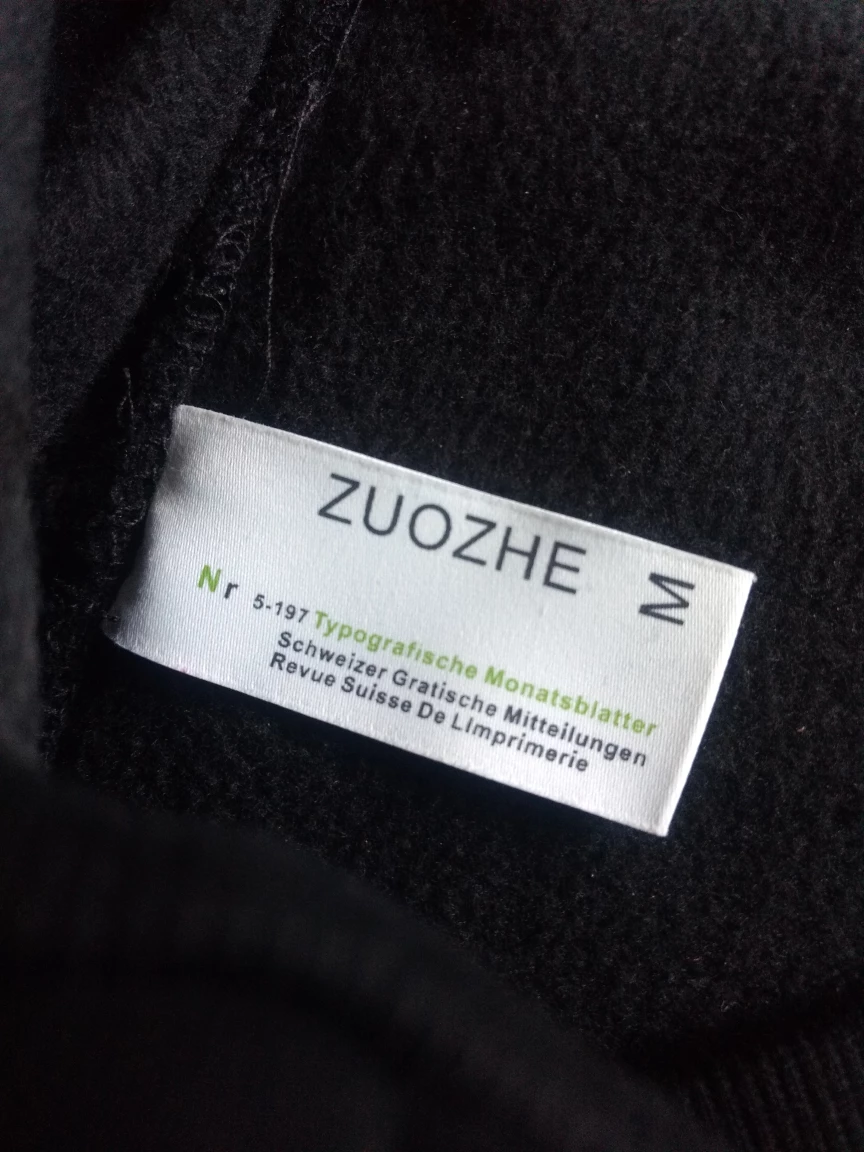 ZUOZHE
M
Nr 5-197 Typografische Monatsblatter
Schweizer Gratische Mitteilungen
Revue Suisse De LImprimerie